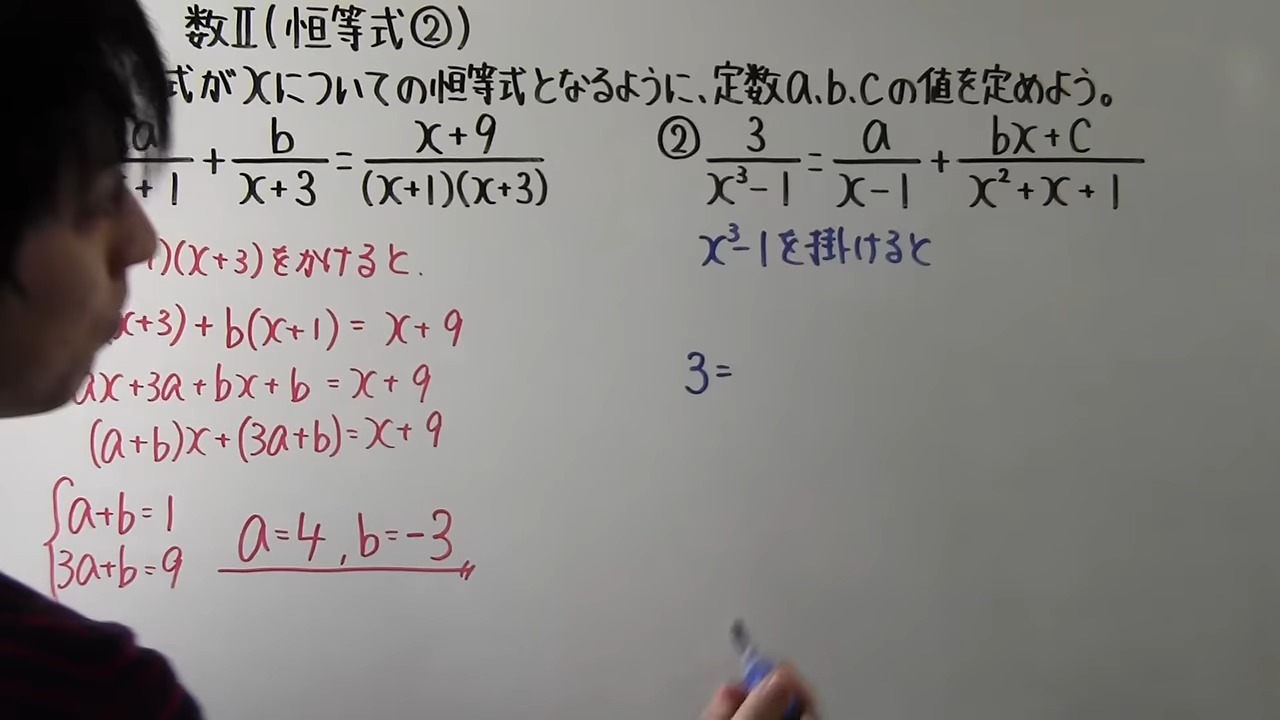 数Ⅱ(恒等式②)
式がxについての恒等式となるように、定数a、b、cの値を定めよう。
a/x+1 + b/x+3 = x+9/(x+1)(x+3)
)(x+3)をかけると.
x+3)+b(x+1)= x+9
ax+3a+bx+b=x+9
(a+b)x+(3a+b)=x+9
{a+b=1
3a+b=9
a=4, b=-3
② 3/x³-1 = a/x-1 + bx+c/x²+x+1
x³-1を掛けると
3=